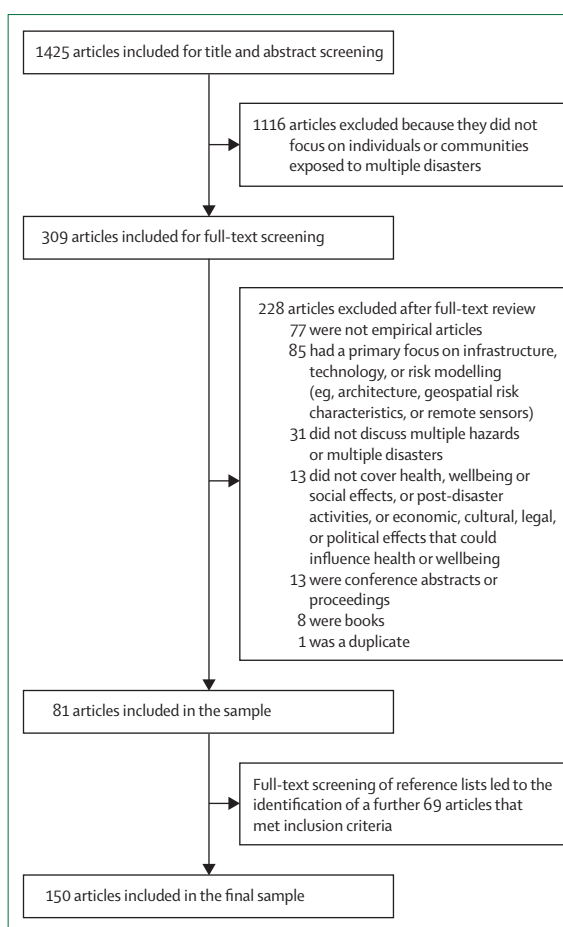 1425 articles included for title and abstract screening
1116 articles excluded because they did not
focus on individuals or communities
exposed to multiple disasters
309 articles included for full-text screening
228 articles excluded after full-text review
77 were not empirical articles
85 had a primary focus on infrastructure,
technology, or risk modelling
(eg, architecture, geospatial risk
characteristics, or remote sensors)
31 did not discuss multiple hazards
or multiple disasters
13 did not cover health, wellbeing or
social effects, or post-disaster
activities, or economic, cultural, legal,
or political effects that could
influence health or wellbeing
13 were conference abstracts or
proceedings
8 were books
1 was a duplicate
81 articles included in the sample
Full-text screening of reference lists led to the
identification of a further 69 articles that
met inclusion criteria
150 articles included in the final sample